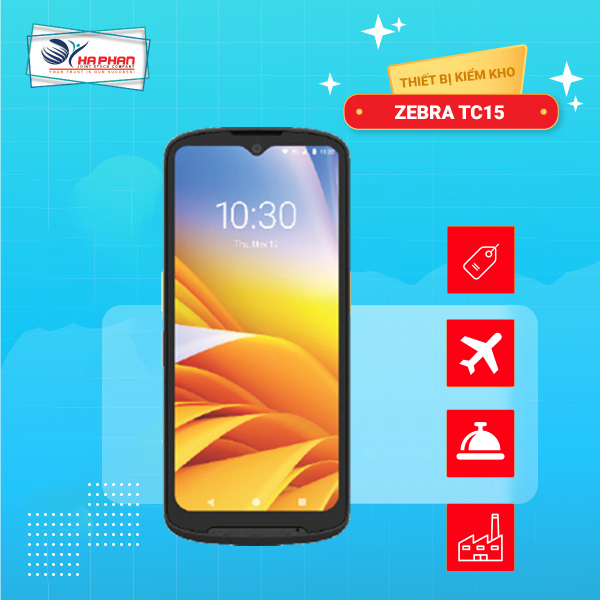 HA PHAN
JOINT STOCK COMPANY
YOUR TRUST IS OUR SUCCESS!
THIẾT BỊ KIỂM KHO
ZEBRA TC15
10:30
Thu, May 12